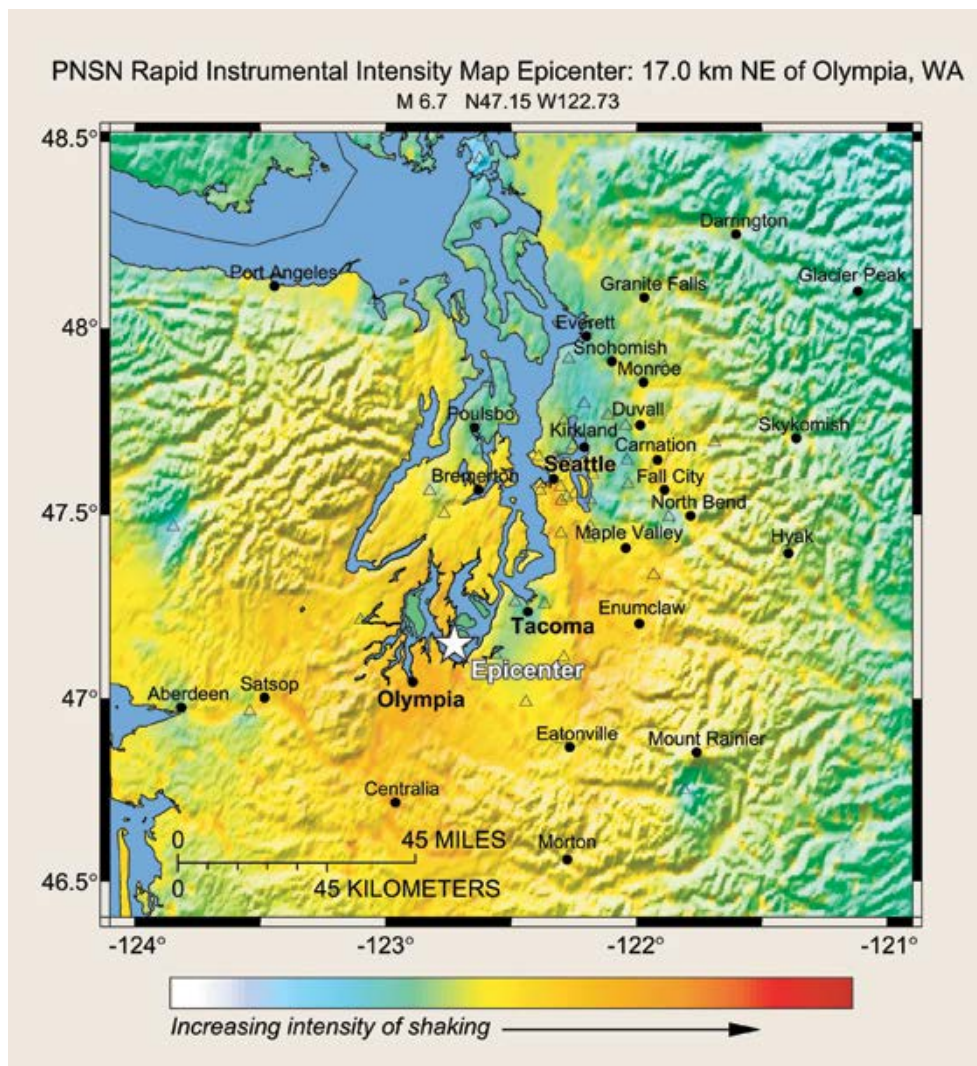 PNSN Rapid Instrumental Intensity Map Epicenter: 17.0 km NE of Olympia, WA
M 6.7 N47.15 W122.73
48.5°
Darrington
Port Angeles
Glacier Peak
Granite Falls
48°
Everett
Snohomish
Monroe
Poulsbo
Duvall
Skykomish
Kirkland
Carnation
Seattle
Bremerton
Fall City
North Bend
47.5°
Maple Valley
Hyak
Enumclaw
Tacoma
Epicenter
47°
Aberdeen
Satsop
Olympia
Eatonville
Mount Rainier
Centralia
0 45 MILES
Morton
46.5°
0 45 KILOMETERS
-124° -123° -122° -121°
Increasing intensity of shaking